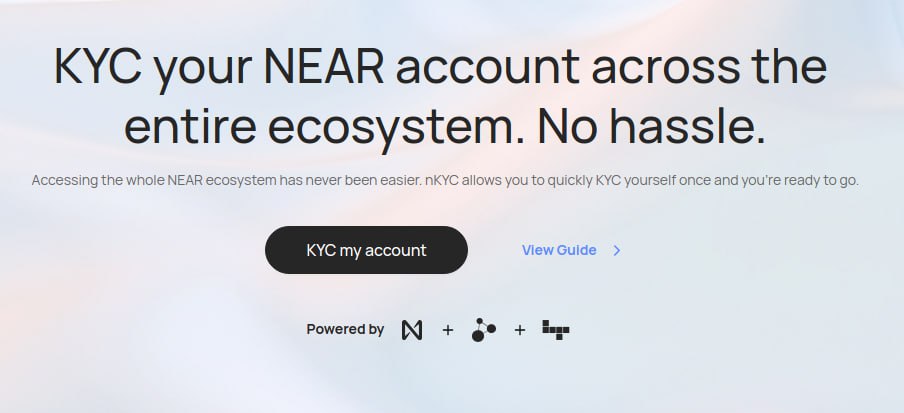 KYC your NEAR account across the
entire ecosystem. No hassle.
Accessing the whole NEAR ecosystem has never been easier. nKYC allows you to quickly KYC yourself once and you're ready to go.
KYC my account
View Guide
Powered by + +